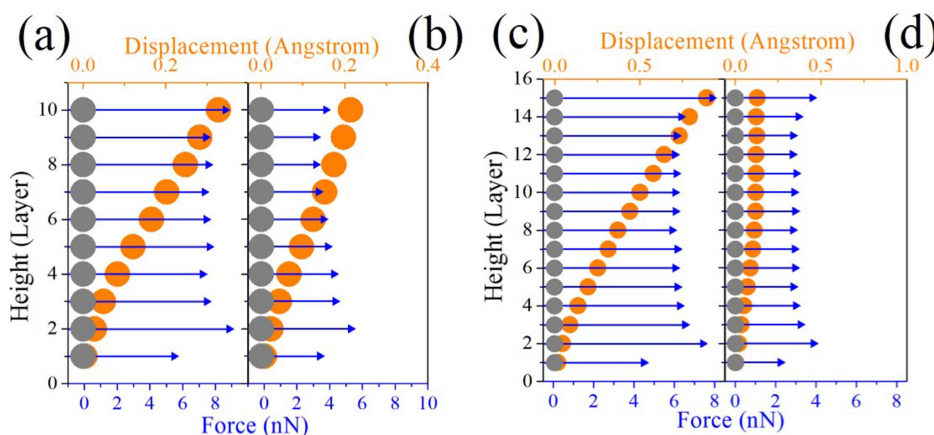 (a)
Displacement (Angstrom)
(b)
0.0 0.2 0.0 0.2 0.4
Height (Layer)
10
8
6
4
2
0
0 2 4 6 8 0 2 4 6 8 10
Force (nN)
(c)
Displacement (Angstrom)
(d)
0.0 0.5 0.0 0.5 1.0
Height (Layer)
16
14
12
10
8
6
4
2
0
0 2 4 6 8 0 2 4 6 8
Force (nN)